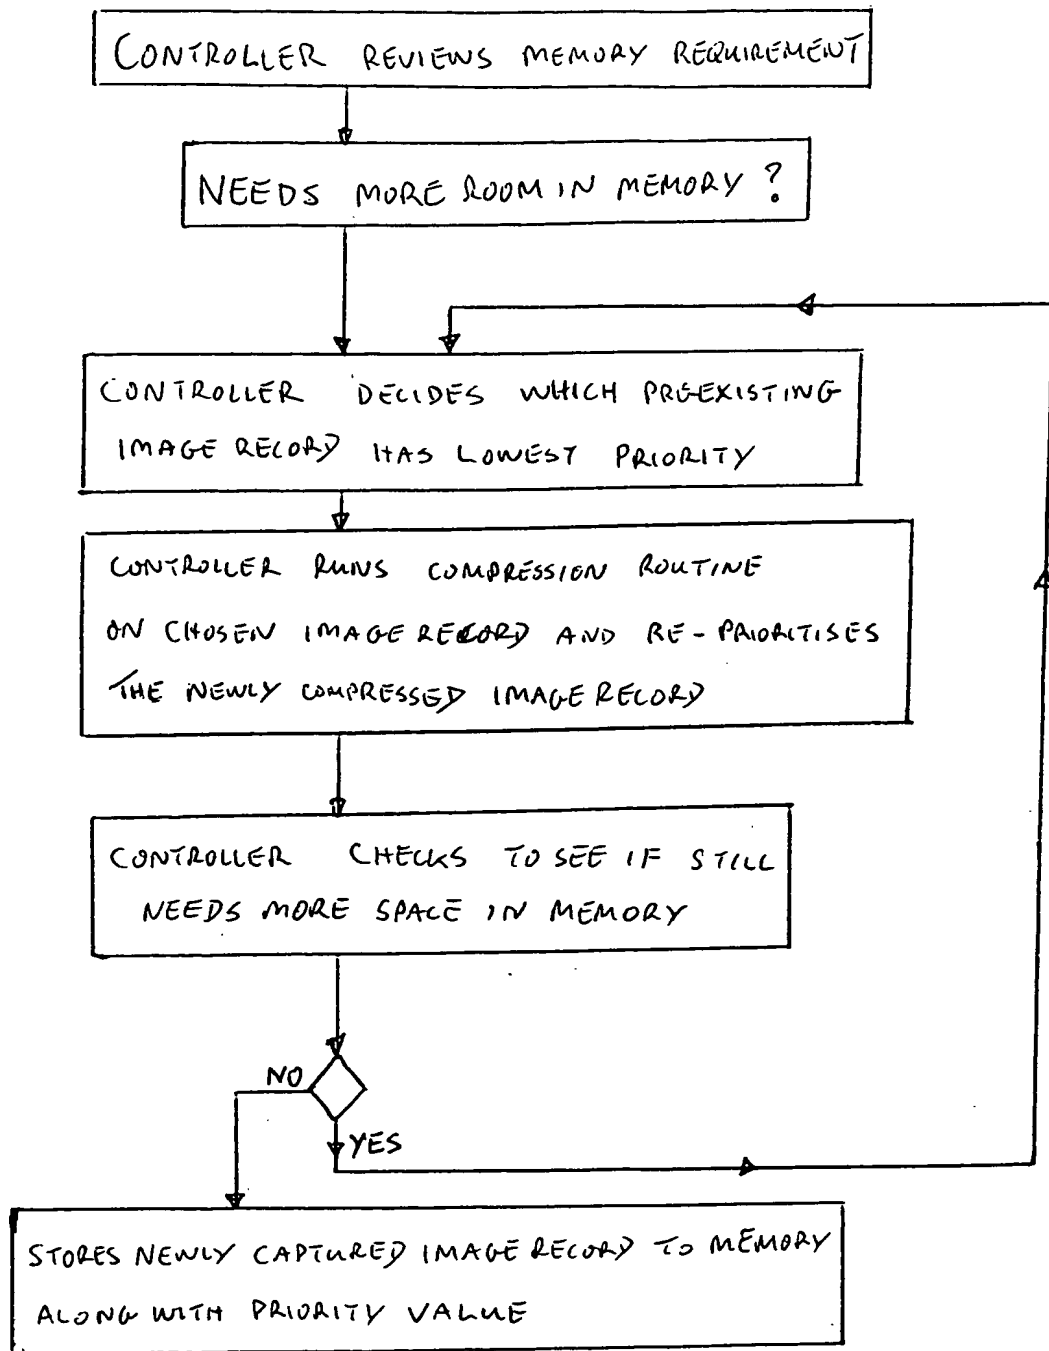 CONTROLLER REVIEWS MEMORY REQUIREMENT
NEEDS MORE ROOM IN MEMORY ?
CONTROLLER DECIDES WHICH PRE-EXISTING
IMAGE RECORD HAS LOWEST PRIORITY
CONTROLLER RUNS COMPRESSION ROUTINE
ON CHOSEN IMAGE RECORD AND RE-PRIORITISES
THE NEWLY COMPRESSED IMAGE RECORD
CONTROLLER CHECKS TO SEE IF STILL
NEEDS MORE SPACE IN MEMORY
NO
YES
STORES NEWLY CAPTURED IMAGE RECORD TO MEMORY
ALONG WITH PRIORITY VALUE